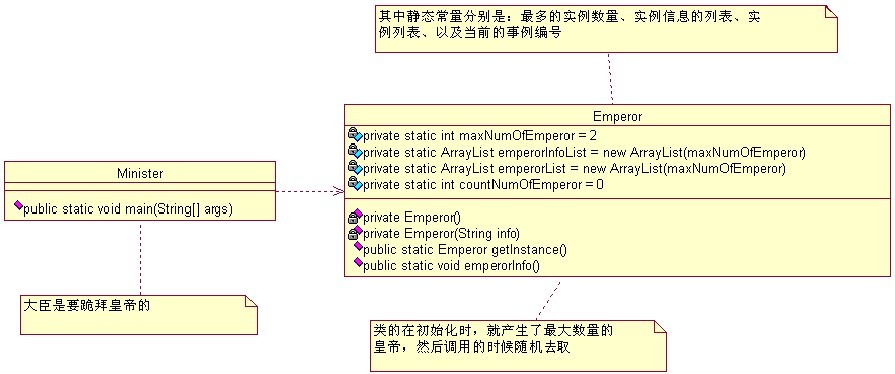 其中静态常量分别是：最多的实例数量、实例信息的列表、实
例列表、以及当前的事例编号
Emperor
private static int maxNumOfEmperor = 2
private static ArrayList emperorInfoList = new ArrayList(maxNumOfEmperor)
private static ArrayList emperorList = new ArrayList(maxNumOfEmperor)
private static int countNumOfEmperor = 0
private Emperor()
private Emperor(String info)
public static Emperor getInstance()
public static void emperorInfo()
Minister
public static void main(String[] args)
大臣是要跪拜皇帝的
类的在初始化时，就产生了最大数量的
皇帝，然后调用的时候随机去取